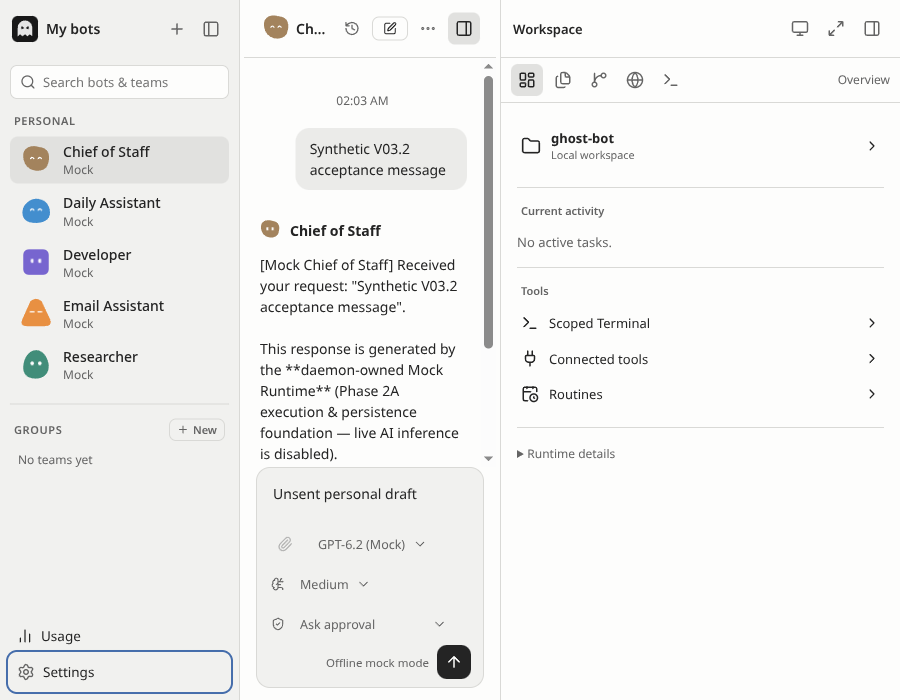 My bots
Search bots & teams
PERSONAL
Chief of Staff
Mock
Daily Assistant
Mock
Developer
Mock
Email Assistant
Mock
Researcher
Mock
GROUPS
New
No teams yet
Usage
Settings
Ch...
02:03 AM
Synthetic V03.2
acceptance message
Chief of Staff
[Mock Chief of Staff] Received
your request: "Synthetic V03.2
acceptance message".
This response is generated by
the **daemon-owned Mock
Runtime** (Phase 2A
execution & persistence
foundation — live AI inference
is disabled).
Unsent personal draft
GPT-6.2 (Mock)
Medium
Ask approval
Offline mock mode
Workspace
Overview
ghost-bot
Local workspace
Current activity
No active tasks.
Tools
Scoped Terminal
Connected tools
Routines
Runtime details